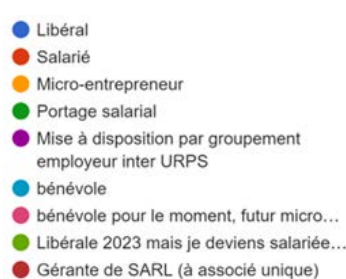 Libéral
Salarié
Micro-entrepreneur
Portage salarial
Mise à disposition par groupement
employeur inter URPS
bénévole
bénévole pour le moment, futur micro…
Libérale 2023 mais je deviens salariée…
Gérante de SARL (à associé unique)